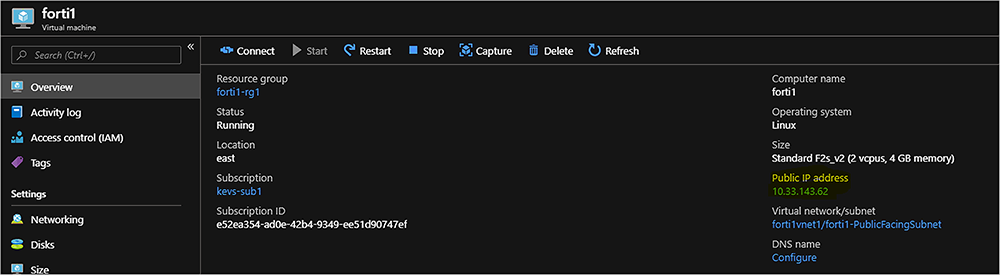 forti1
Virtual machine
Search (Ctrl+/)
«
Overview
Activity log
Access control (IAM)
Tags
Settings
Networking
Disks
Size
Connect Start Restart Stop Capture Delete Refresh
Resource group
forti1-rg1
Status
Running
Location
east
Subscription
kevs-sub1
Subscription ID
e52ea354-ad0e-42b4-9349-ee51d90747ef
Computer name
forti1
Operating system
Linux
Size
Standard F2s_v2 (2 vcpus, 4 GB memory)
Public IP address
10.33.143.62
Virtual network/subnet
forti1vnet1/forti1-PublicFacingSubnet
DNS name
Configure